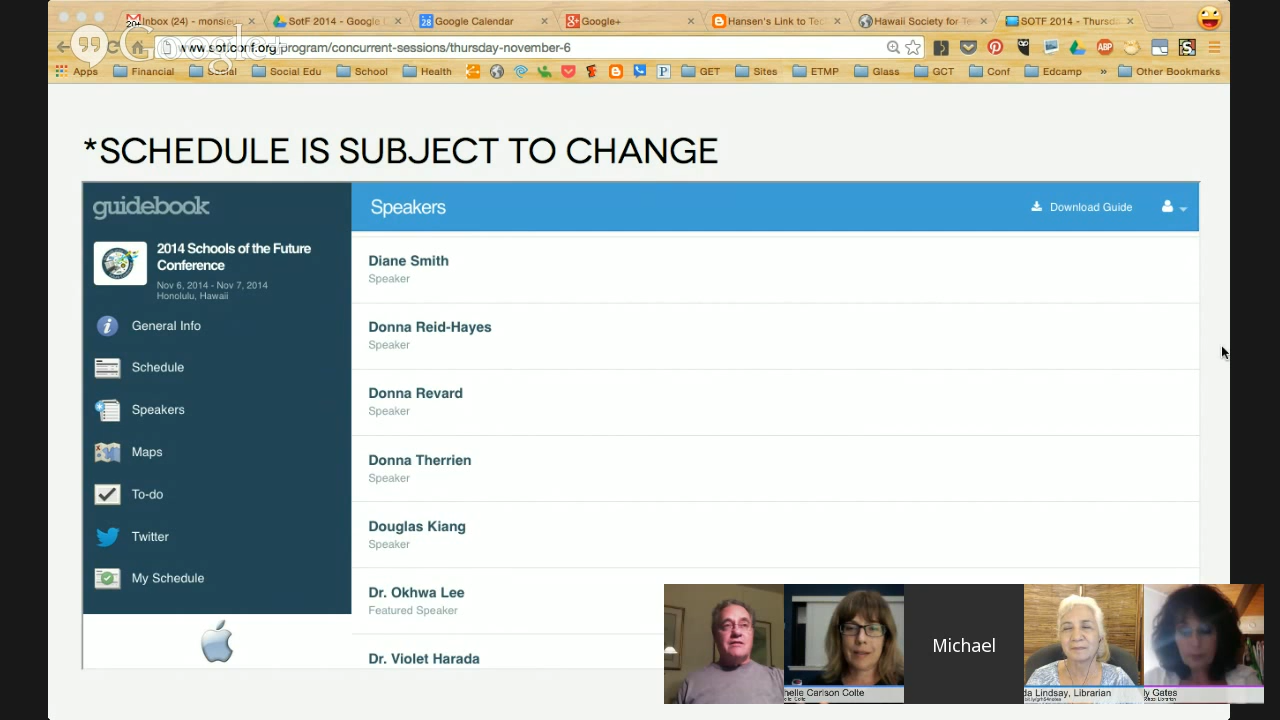 Inbox (24) - monsieu
SotF 2014 - Google
Google Calendar
Google+
Hansen's Link to Te
Hawaii Society for Te
SOTF 2014 - Thursd
Google+
www.sotfconf.org/program/concurrent-sessions/thursday-november-6
Apps
Financial
Social
Social Edu
School
Health
GET
Sites
ETMP
Glass
GCT
Conf
Edcamp
»
Other Bookmarks
*SCHEDULE IS SUBJECT TO CHANGE
guidebook
Speakers
Download Guide
2014 Schools of the Future
Conference
Nov 6, 2014 - Nov 7, 2014
Honolulu, Hawaii
General Info
Schedule
Speakers
Maps
To-do
Twitter
My Schedule
Diane Smith
Speaker
Donna Reid-Hayes
Speaker
Donna Revard
Speaker
Donna Therrien
Speaker
Douglas Kiang
Speaker
Dr. Okhwa Lee
Featured Speaker
Dr. Violet Harada
Michael
helle Carlson Colte
da Lindsay, Librarian
ly Gates